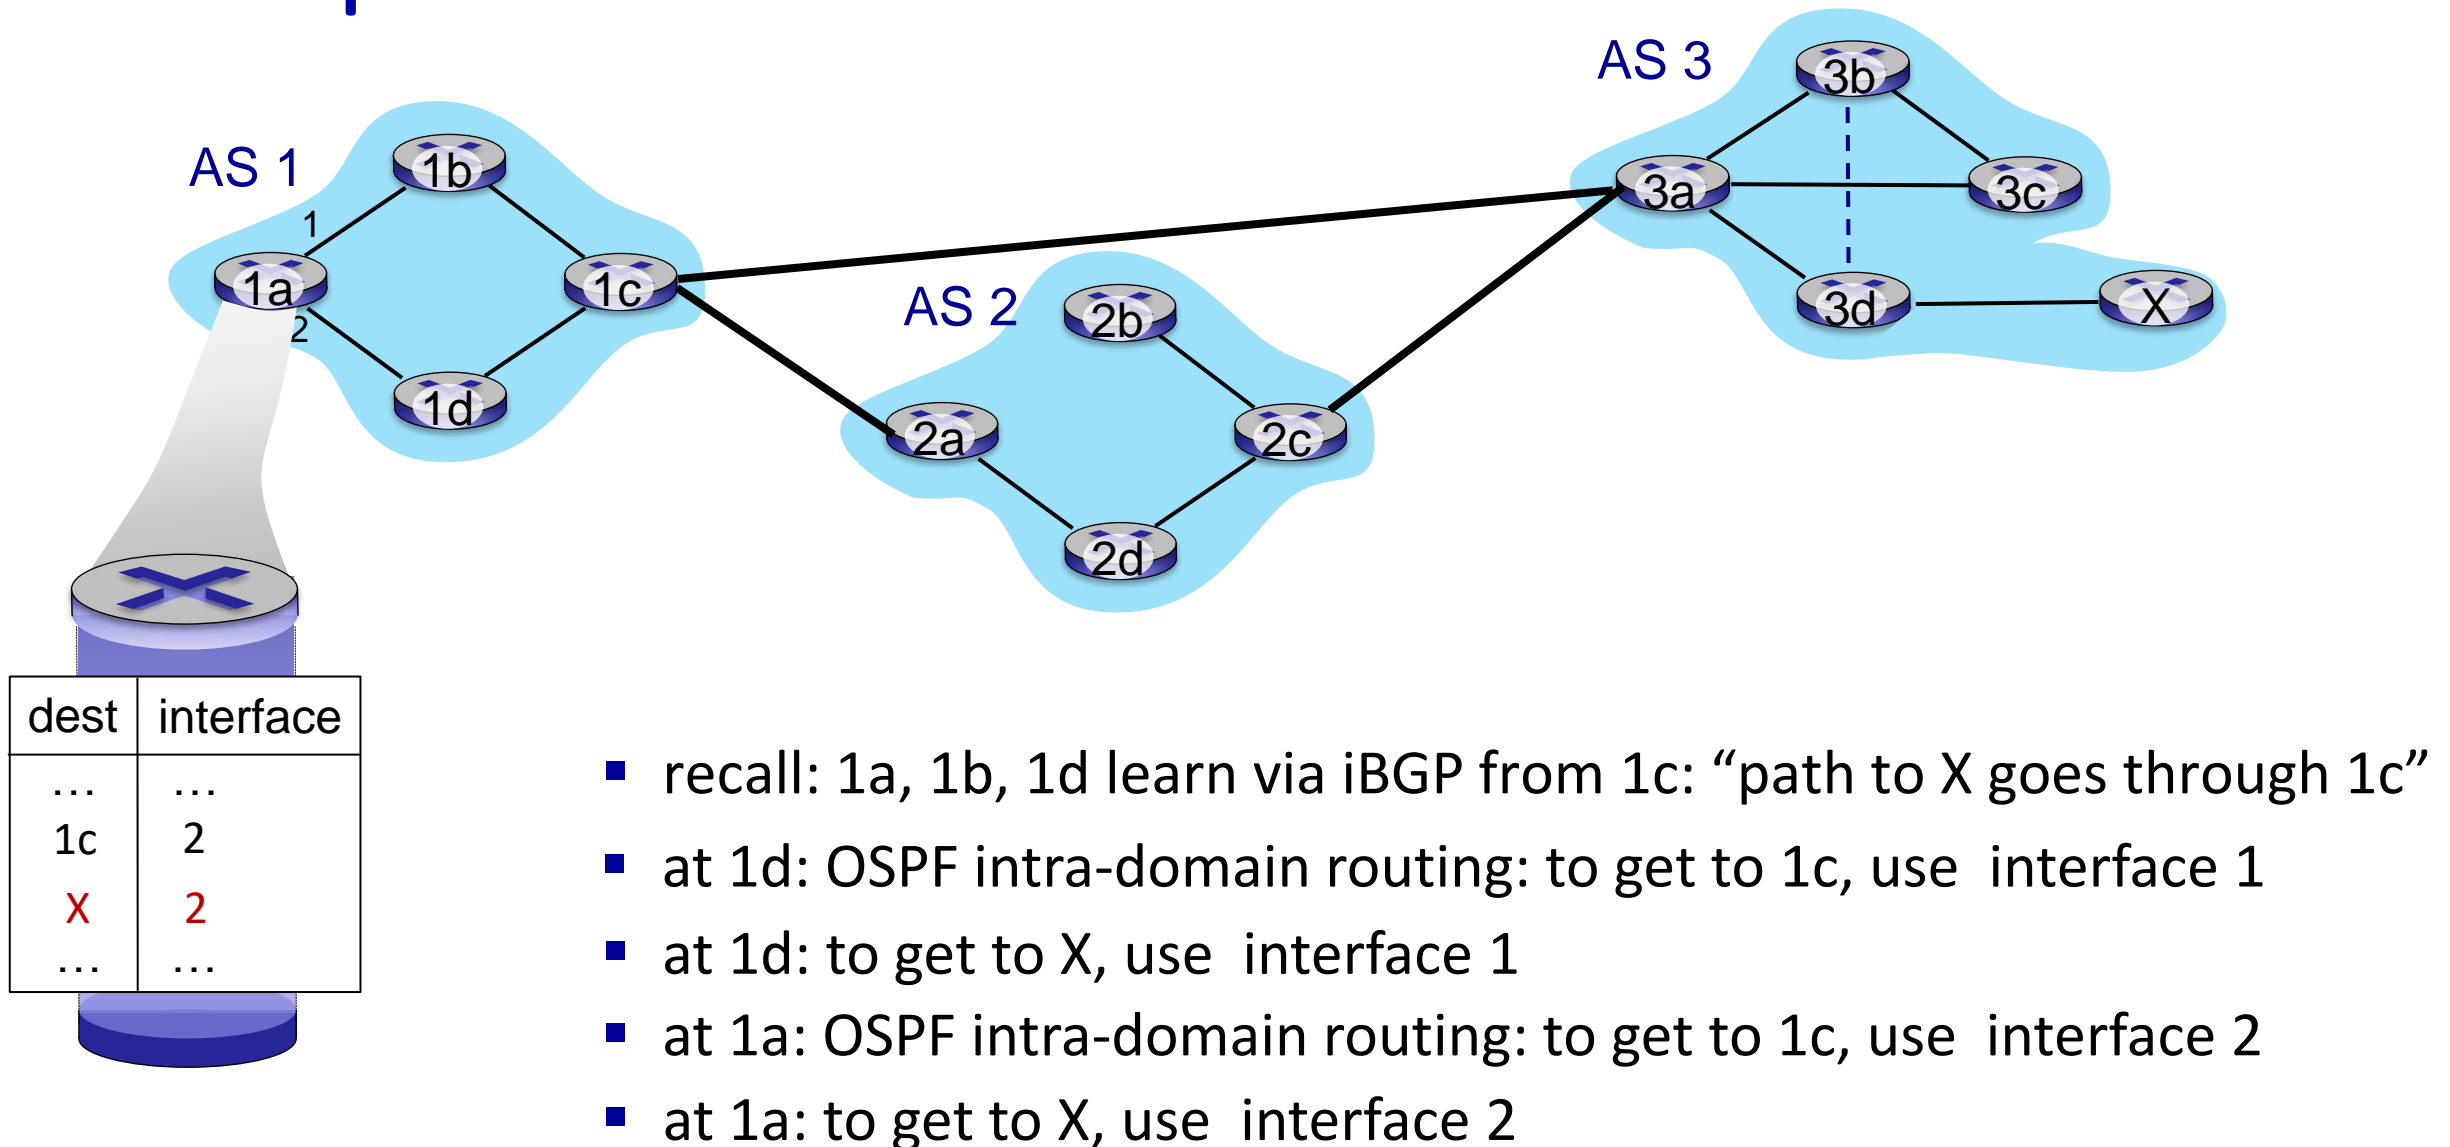 AS 3
3b
AS 1
1b
3a
3c
1
1a
1c
AS 2
2b
3d
X
2
1d
2a
2c
2d
dest interface
... ...
1c 2
X 2
... ...
▪ recall: 1a, 1b, 1d learn via iBGP from 1c: “path to X goes through 1c”
▪ at 1d: OSPF intra-domain routing: to get to 1c, use interface 1
▪ at 1d: to get to X, use interface 1
▪ at 1a: OSPF intra-domain routing: to get to 1c, use interface 2
▪ at 1a: to get to X, use interface 2